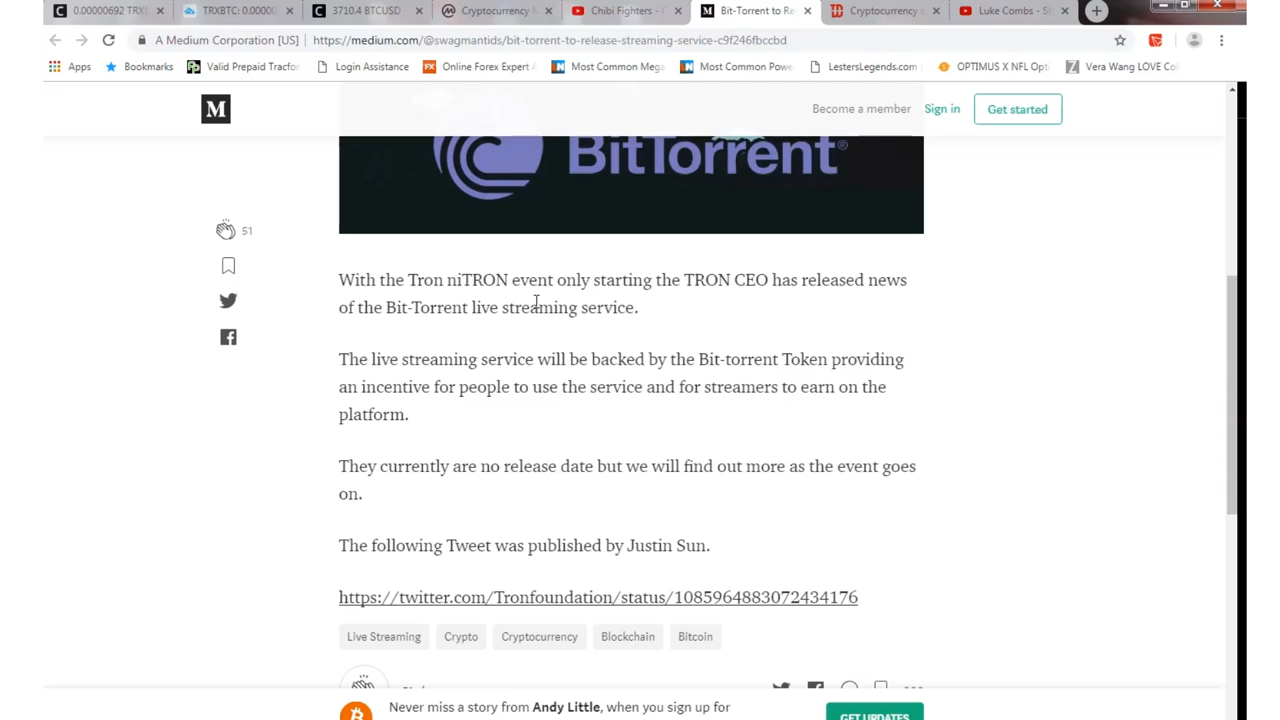 0.00000692 TRX
TRXBTC: 0.0000
3710.4 BTCUSD
Cryptocurrency
Chibi Fighters -
Bit-Torrent to Re
Cryptocurrency
Luke Combs - S
A Medium Corporation [US]
https://medium.com/@swagmantids/bit-torrent-to-release-streaming-service-c9f246fbccbd
Apps
Bookmarks
Valid Prepaid Tracfor
Login Assistance
Online Forex Expert A
Most Common Mega
Most Common Powe
LestersLegends.com
OPTIMUS X NFL Opti
Vera Wang LOVE Col
M
Become a member
Sign in
Get started
BitTorrent®
51
With the Tron niTRON event only starting the TRON CEO has released news
of the Bit-Torrent live streaming service.
The live streaming service will be backed by the Bit-torrent Token providing
an incentive for people to use the service and for streamers to earn on the
platform.
They currently are no release date but we will find out more as the event goes
on.
The following Tweet was published by Justin Sun.
https://twitter.com/Tronfoundation/status/1085964883072434176
Live Streaming
Crypto
Cryptocurrency
Blockchain
Bitcoin
Never miss a story from Andy Little, when you sign up for
GET UPDATES